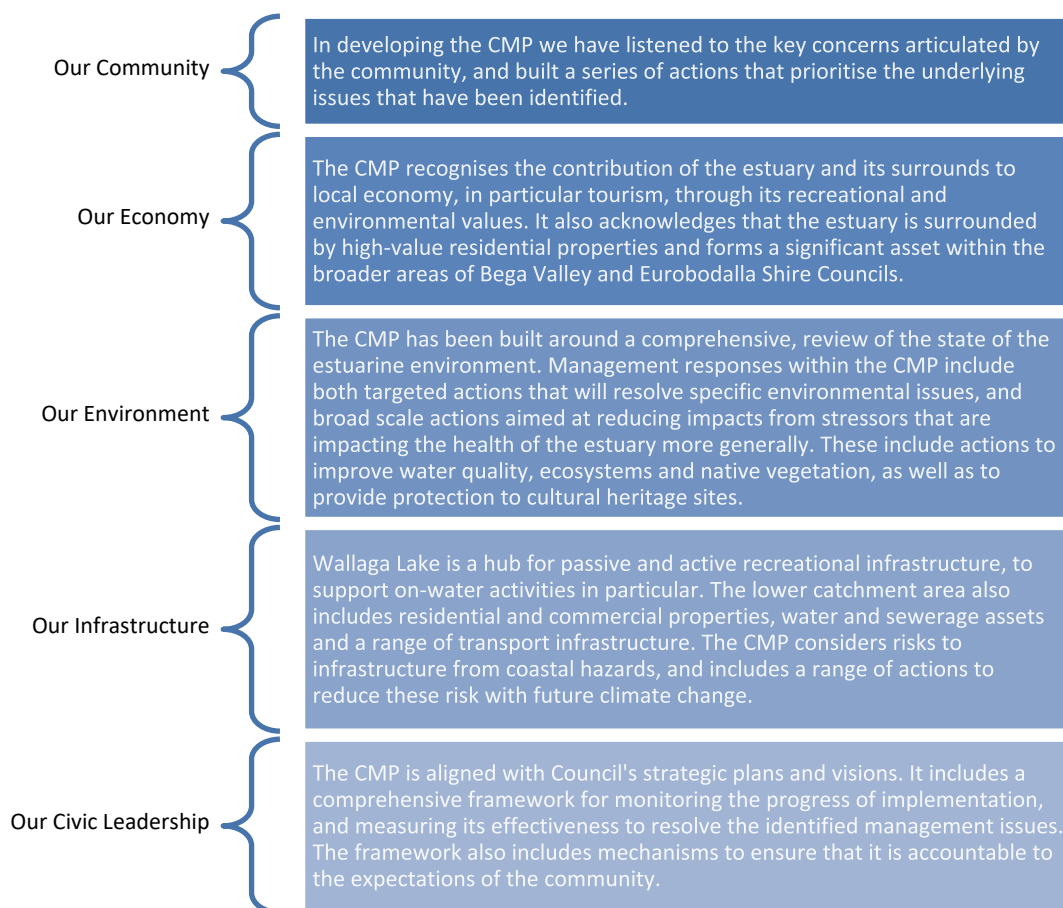 Our Community
In developing the CMP we have listened to the key concerns articulated by
the community, and built a series of actions that prioritise the underlying
issues that have been identified.
Our Economy
The CMP recognises the contribution of the estuary and its surrounds to
local economy, in particular tourism, through its recreational and
environmental values. It also acknowledges that the estuary is surrounded
by high-value residential properties and forms a significant asset within the
broader areas of Bega Valley and Eurobodalla Shire Councils.
Our Environment
The CMP has been built around a comprehensive, review of the state of the
estuarine environment. Management responses within the CMP include
both targeted actions that will resolve specific environmental issues, and
broad scale actions aimed at reducing impacts from stressors that are
impacting the health of the estuary more generally. These include actions to
improve water quality, ecosystems and native vegetation, as well as to
provide protection to cultural heritage sites.
Our Infrastructure
Wallaga Lake is a hub for passive and active recreational infrastructure, to
support on-water activities in particular. The lower catchment area also
includes residential and commercial properties, water and sewerage assets
and a range of transport infrastructure. The CMP considers risks to
infrastructure from coastal hazards, and includes a range of actions to
reduce these risk with future climate change.
Our Civic Leadership
The CMP is aligned with Council's strategic plans and visions. It includes a
comprehensive framework for monitoring the progress of implementation,
and measuring its effectiveness to resolve the identified management issues.
The framework also includes mechanisms to ensure that it is accountable to
the expectations of the community.